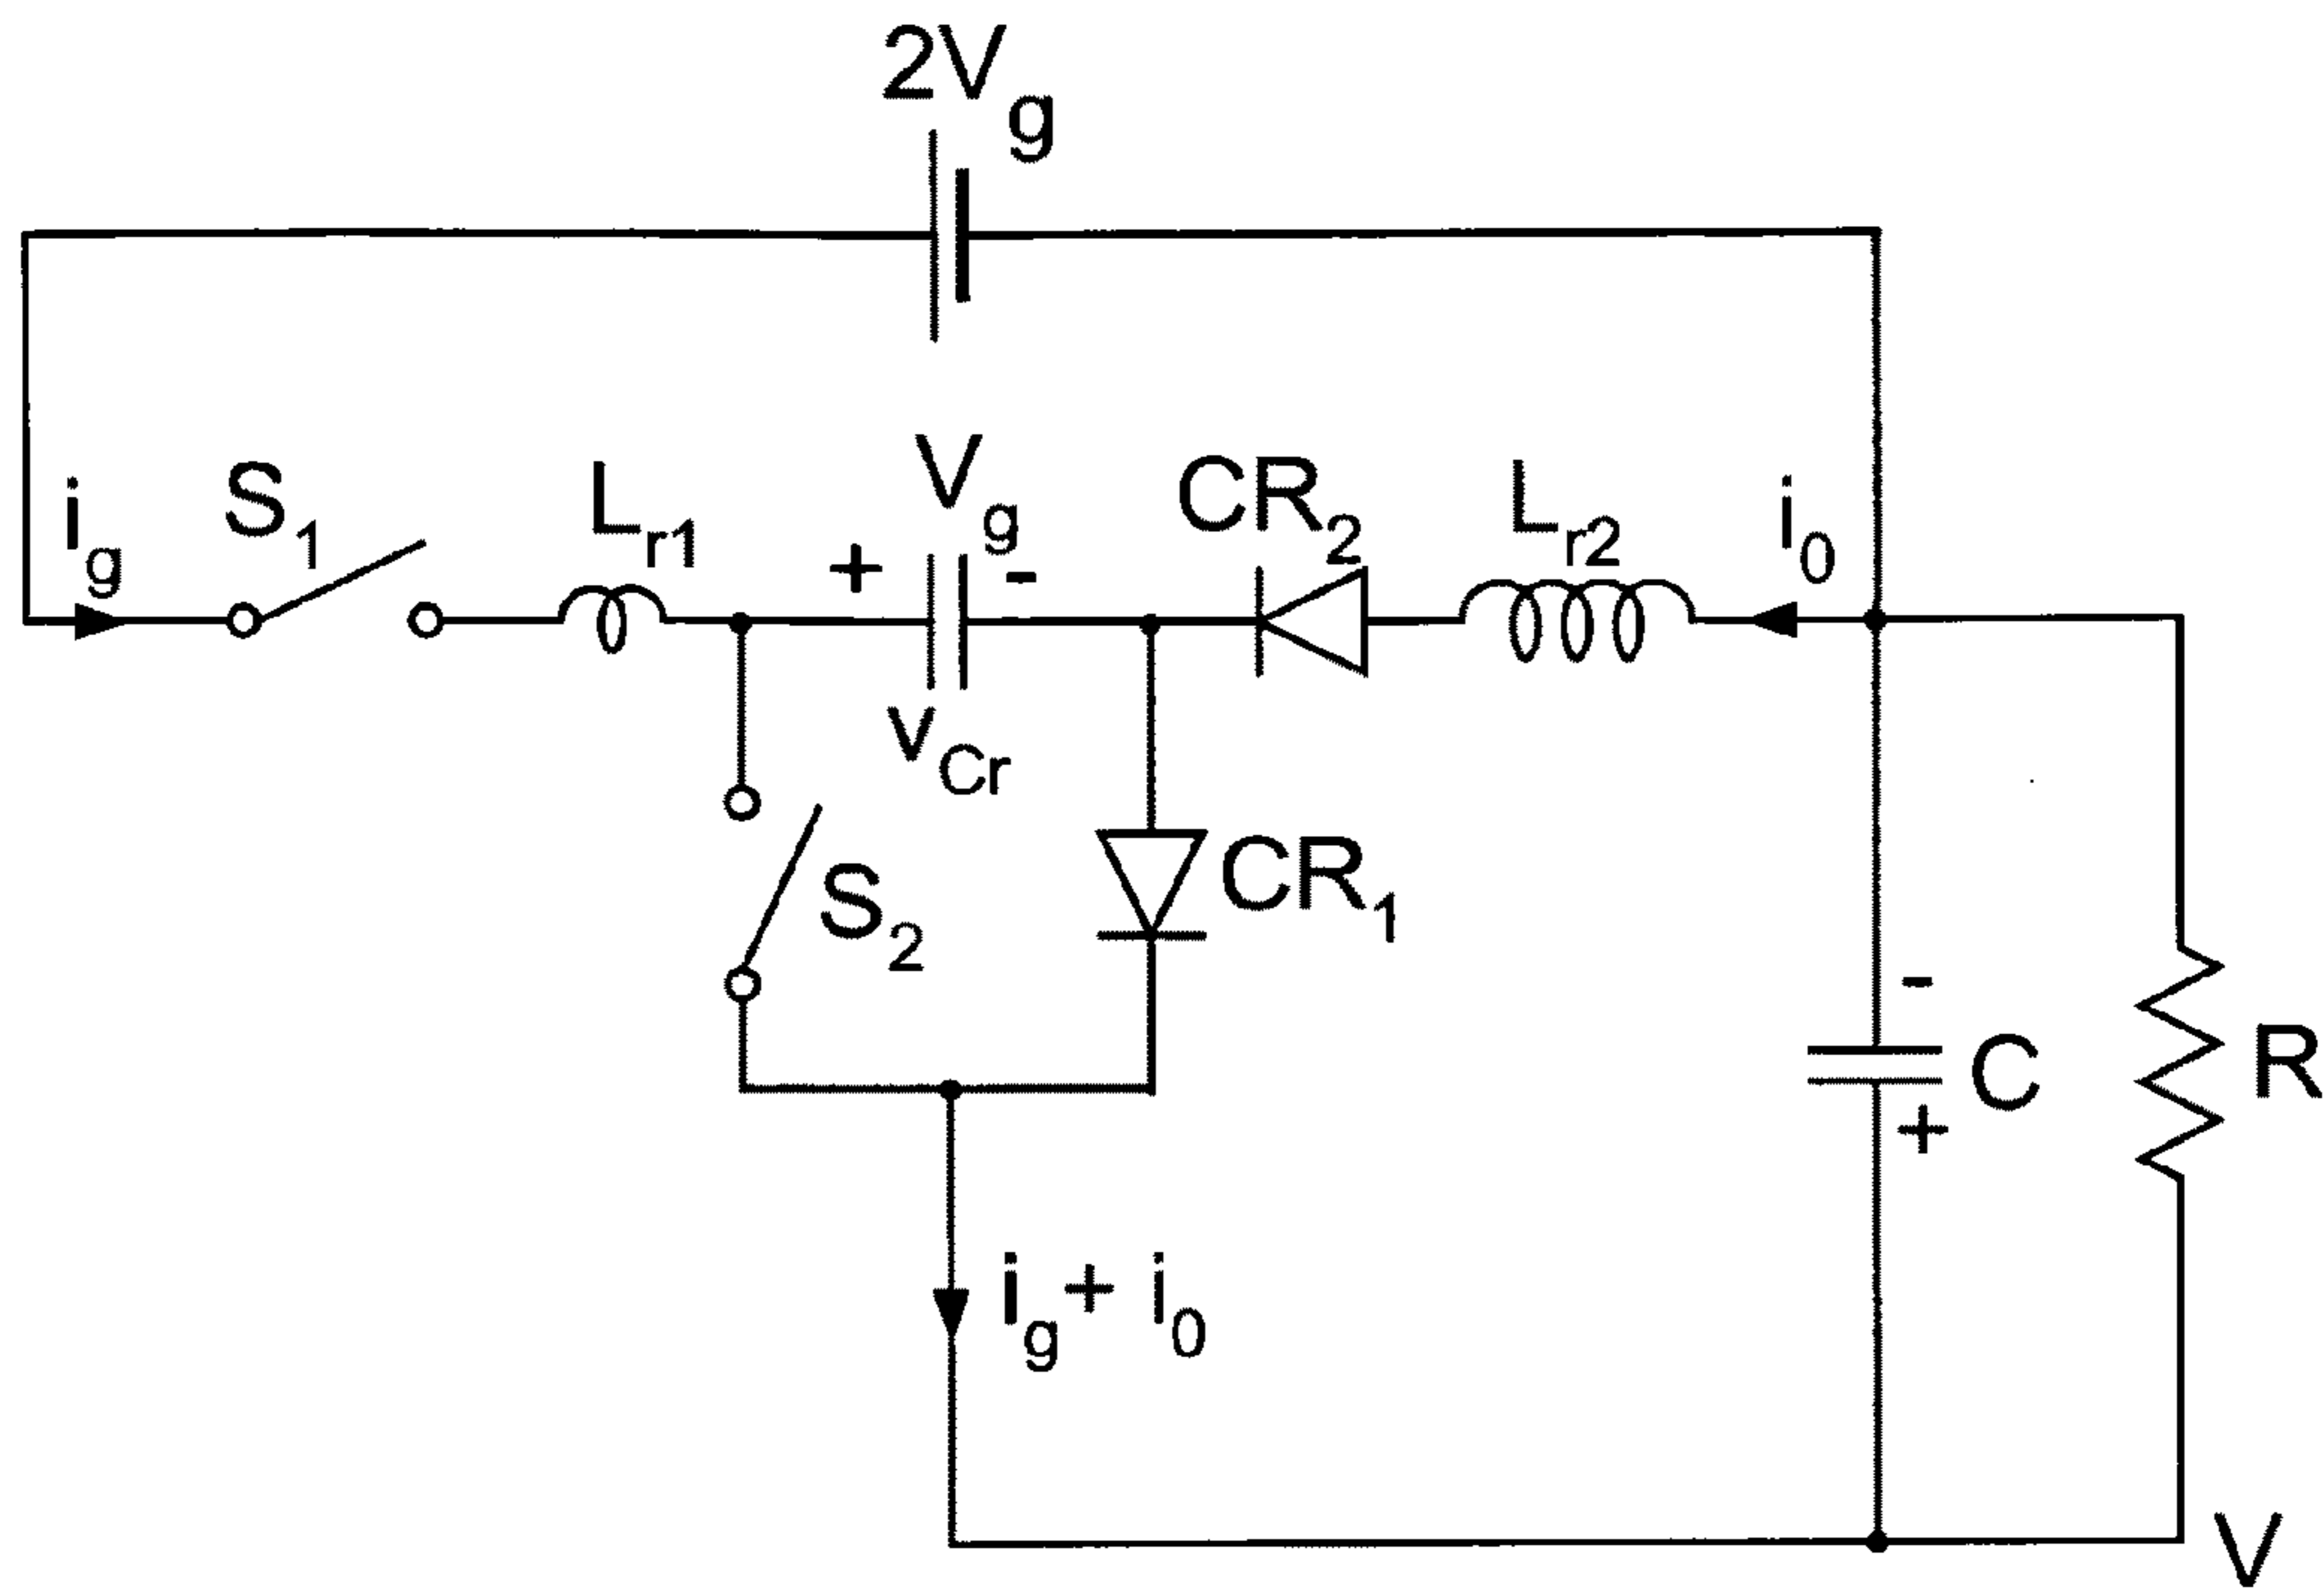 2Vg
ig
S1
Lr1
+
Vg
-
vCr
CR2
Lr2
i0
S2
CR1
-
C
+
R
ig+ i0
V